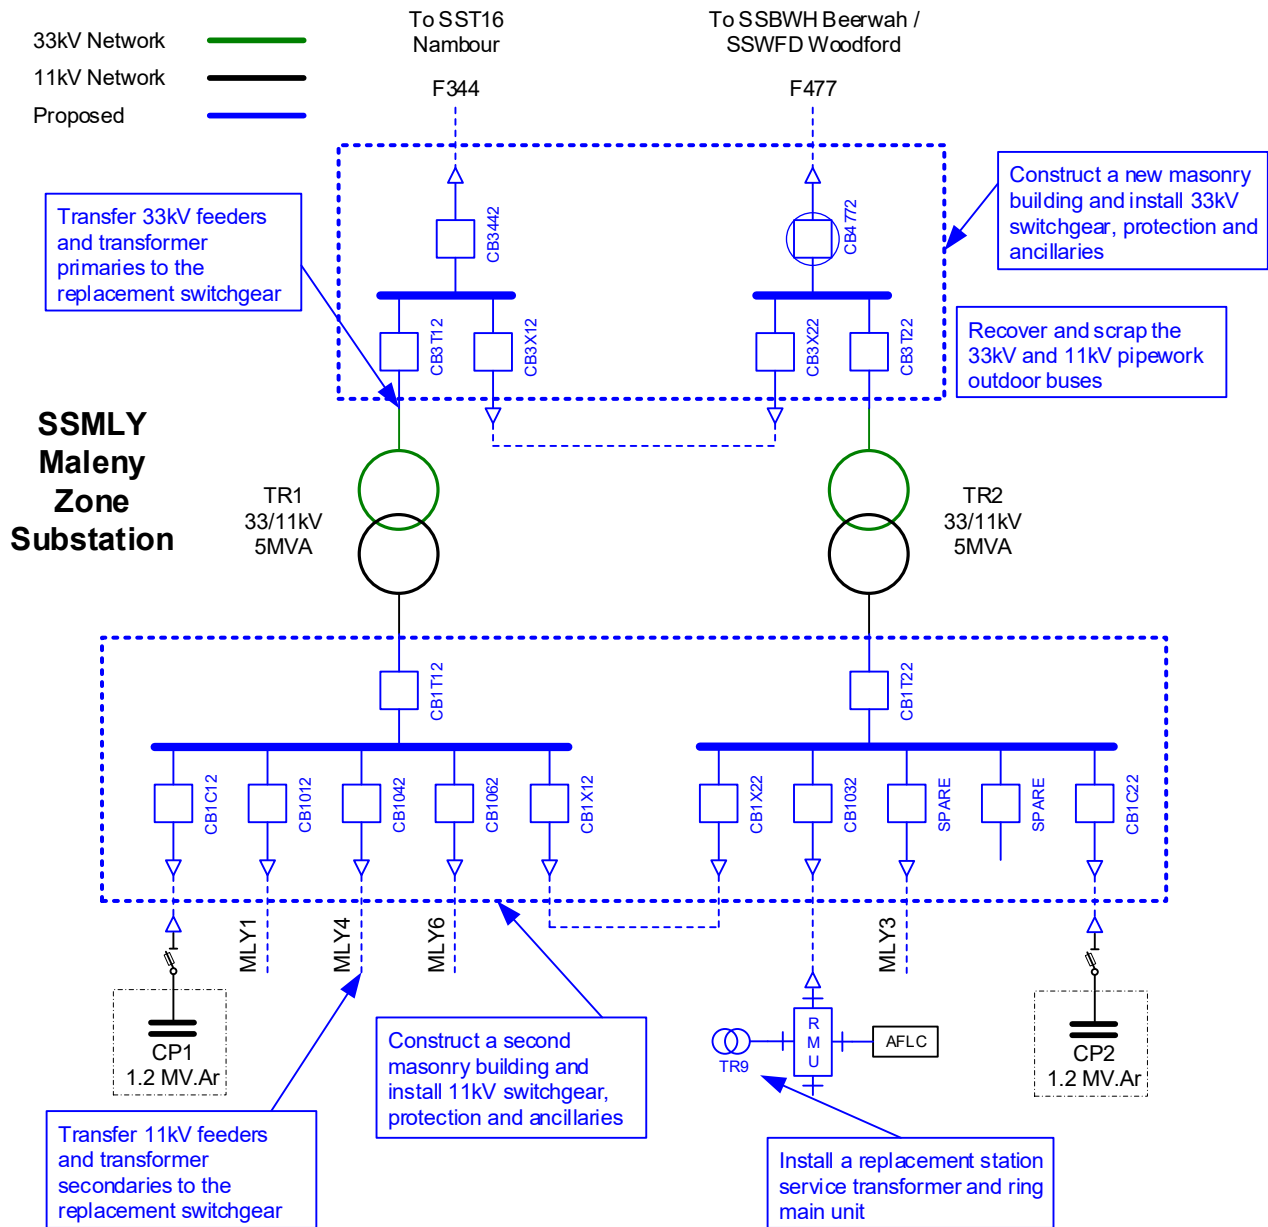 33kV Network
11kV Network
Proposed
To SST16
Nambour
F344
To SSBWH Beerwah /
SSWFD Woodford
F477
Transfer 33kV feeders
and transformer
primaries to the
replacement switchgear
Construct a new masonry
building and install 33kV
switchgear, protection and
ancillaries
Recover and scrap the
33kV and 11kV pipework
outdoor buses
CB3442
CB4772
CB3T12
CB3X12
CB3X22
CB3T22
SSMLY
Maleny
Zone
Substation
TR1
33/11kV
5MVA
TR2
33/11kV
5MVA
CB1T12
CB1T22
CB1C12
CB1012
CB1042
CB1062
CB1X12
CB1X22
CB1032
SPARE
SPARE
CB1C22
MLY1
MLY4
MLY6
MLY3
CP1
1.2 MV.Ar
TR9
R
M
U
AFLC
CP2
1.2 MV.Ar
Construct a second
masonry building and
install 11kV switchgear,
protection and ancillaries
Transfer 11kV feeders
and transformer
secondaries to the
replacement switchgear
Install a replacement station
service transformer and ring
main unit